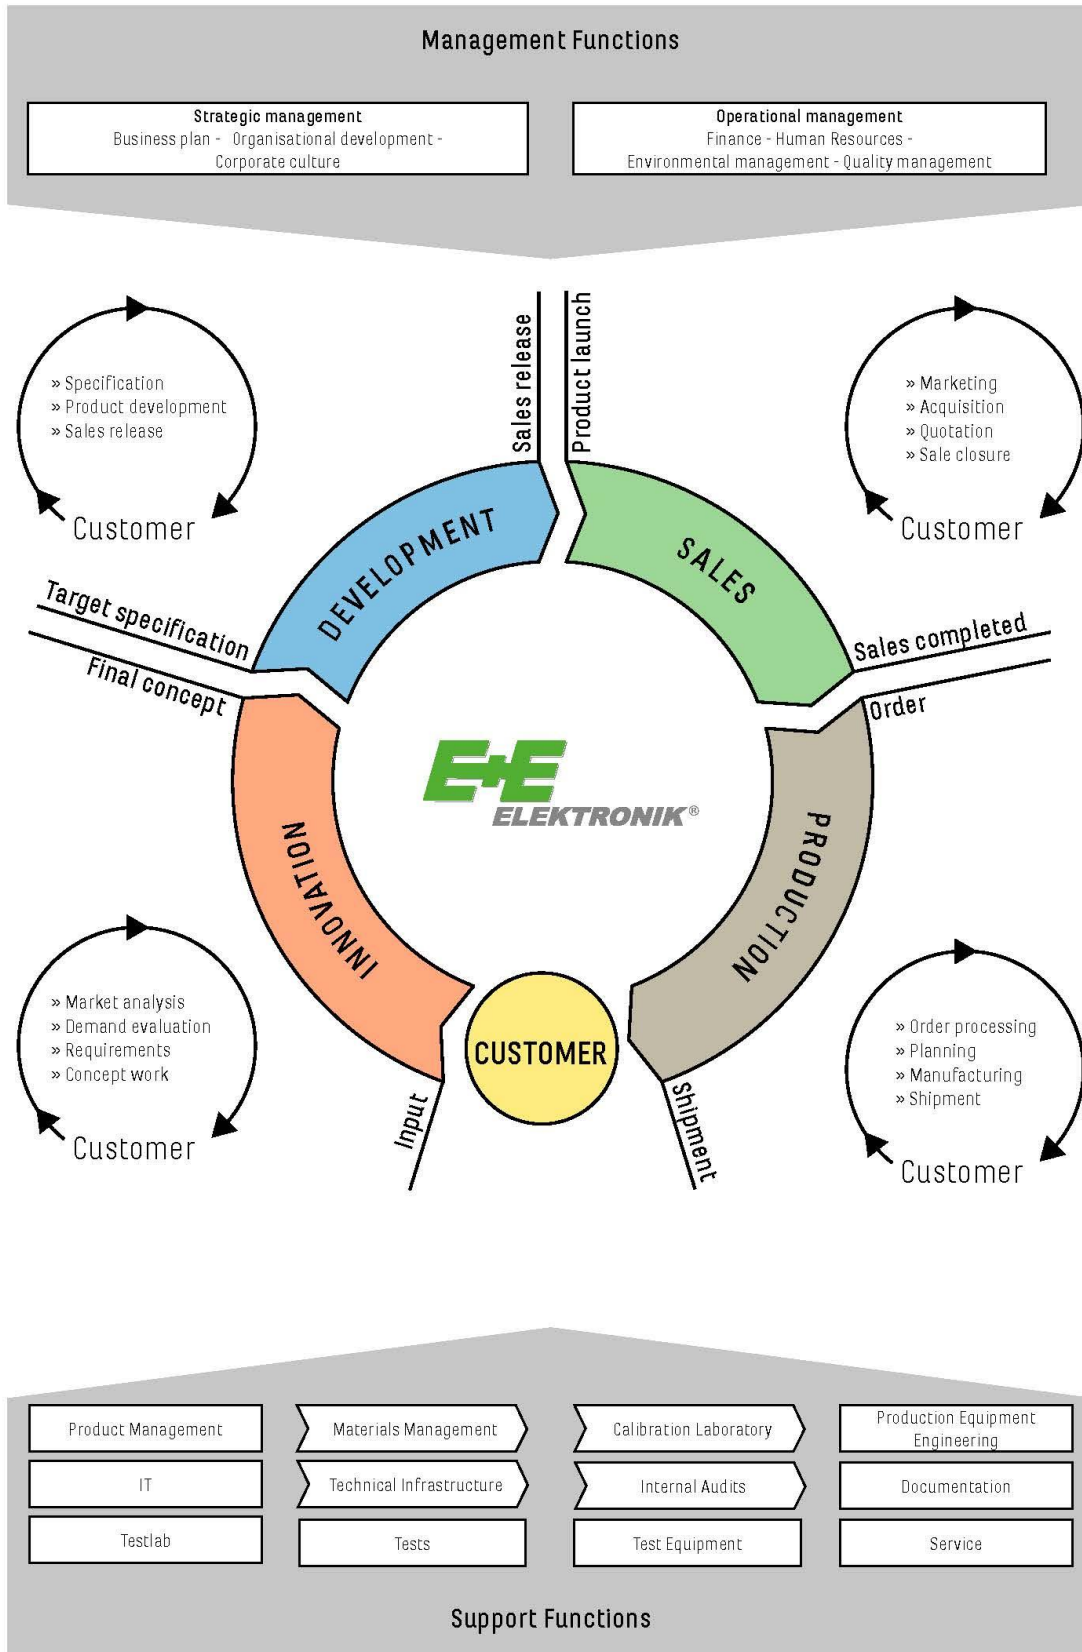 Management Functions
Strategic management
Business plan - Organisational development -
Corporate culture
Operational management
Finance - Human Resources -
Environmental management - Quality management
» Specification
» Product development
» Sales release
Customer
Sales release
Product launch
» Marketing
» Acquisition
» Quotation
» Sale closure
Customer
DEVELOPMENT
SALES
Target specification
Final concept
Sales completed
Order
E+E
ELEKTRONIK®
INNOVATION
PRODUCTION
» Market analysis
» Demand evaluation
» Requirements
» Concept work
Customer
CUSTOMER
Input
Shipment
» Order processing
» Planning
» Manufacturing
» Shipment
Customer
Product Management
Materials Management
Calibration Laboratory
Production Equipment
Engineering
IT
Technical Infrastructure
Internal Audits
Documentation
Testlab
Tests
Test Equipment
Service
Support Functions